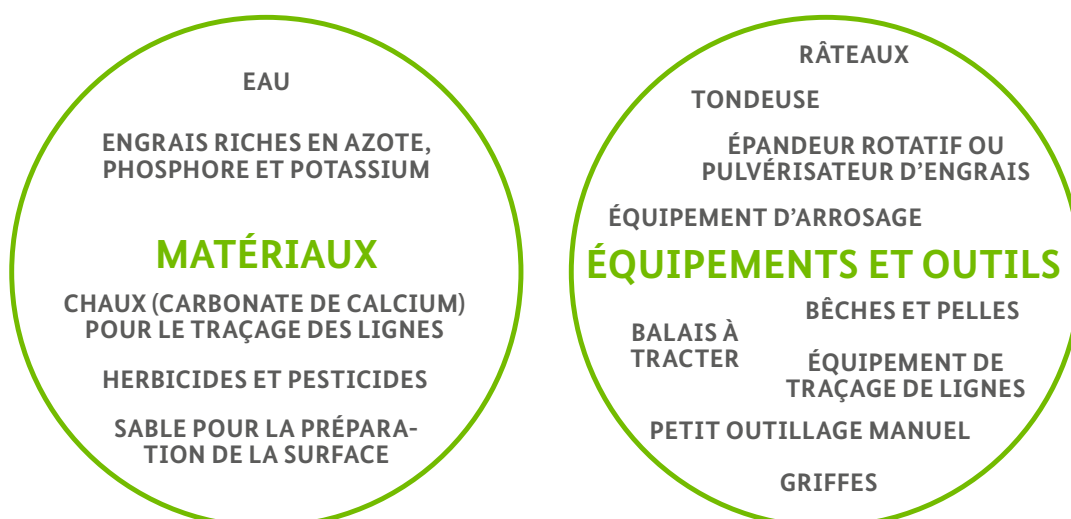 EAU
ENGRAIS RICHES EN AZOTE,
PHOSPHORE ET POTASSIUM
MATÉRIAUX
CHAUX (CARBONATE DE CALCIUM)
POUR LE TRAÇAGE DES LIGNES
HERBICIDES ET PESTICIDES
SABLE POUR LA PRÉPARA-
TION DE LA SURFACE
RÂTEAUX
TONDEUSE
ÉPANDEUR ROTATIF OU
PULVÉRISATEUR D’ENGRAIS
ÉQUIPEMENT D’ARROSAGE
ÉQUIPEMENTS ET OUTILS
BÊCHES ET PELLES
BALAIS À
TRACTER
ÉQUIPEMENT DE
TRAÇAGE DE LIGNES
PETIT OUTILLAGE MANUEL
GRIFFES